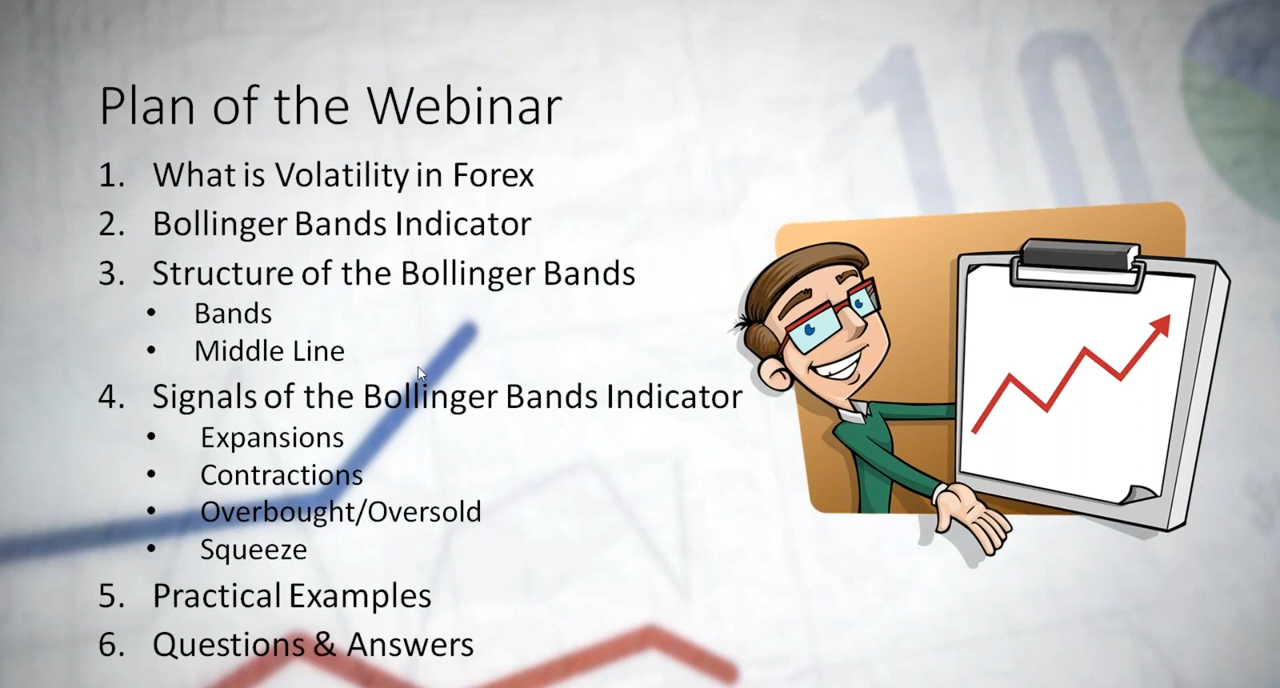 10
Plan of the Webinar
1. What is Volatility in Forex
2. Bollinger Bands Indicator
3. Structure of the Bollinger Bands
• Bands
• Middle Line
4. Signals of the Bollinger Bands Indicator
• Expansions
• Contractions
• Overbought/Oversold
• Squeeze
5. Practical Examples
6. Questions & Answers